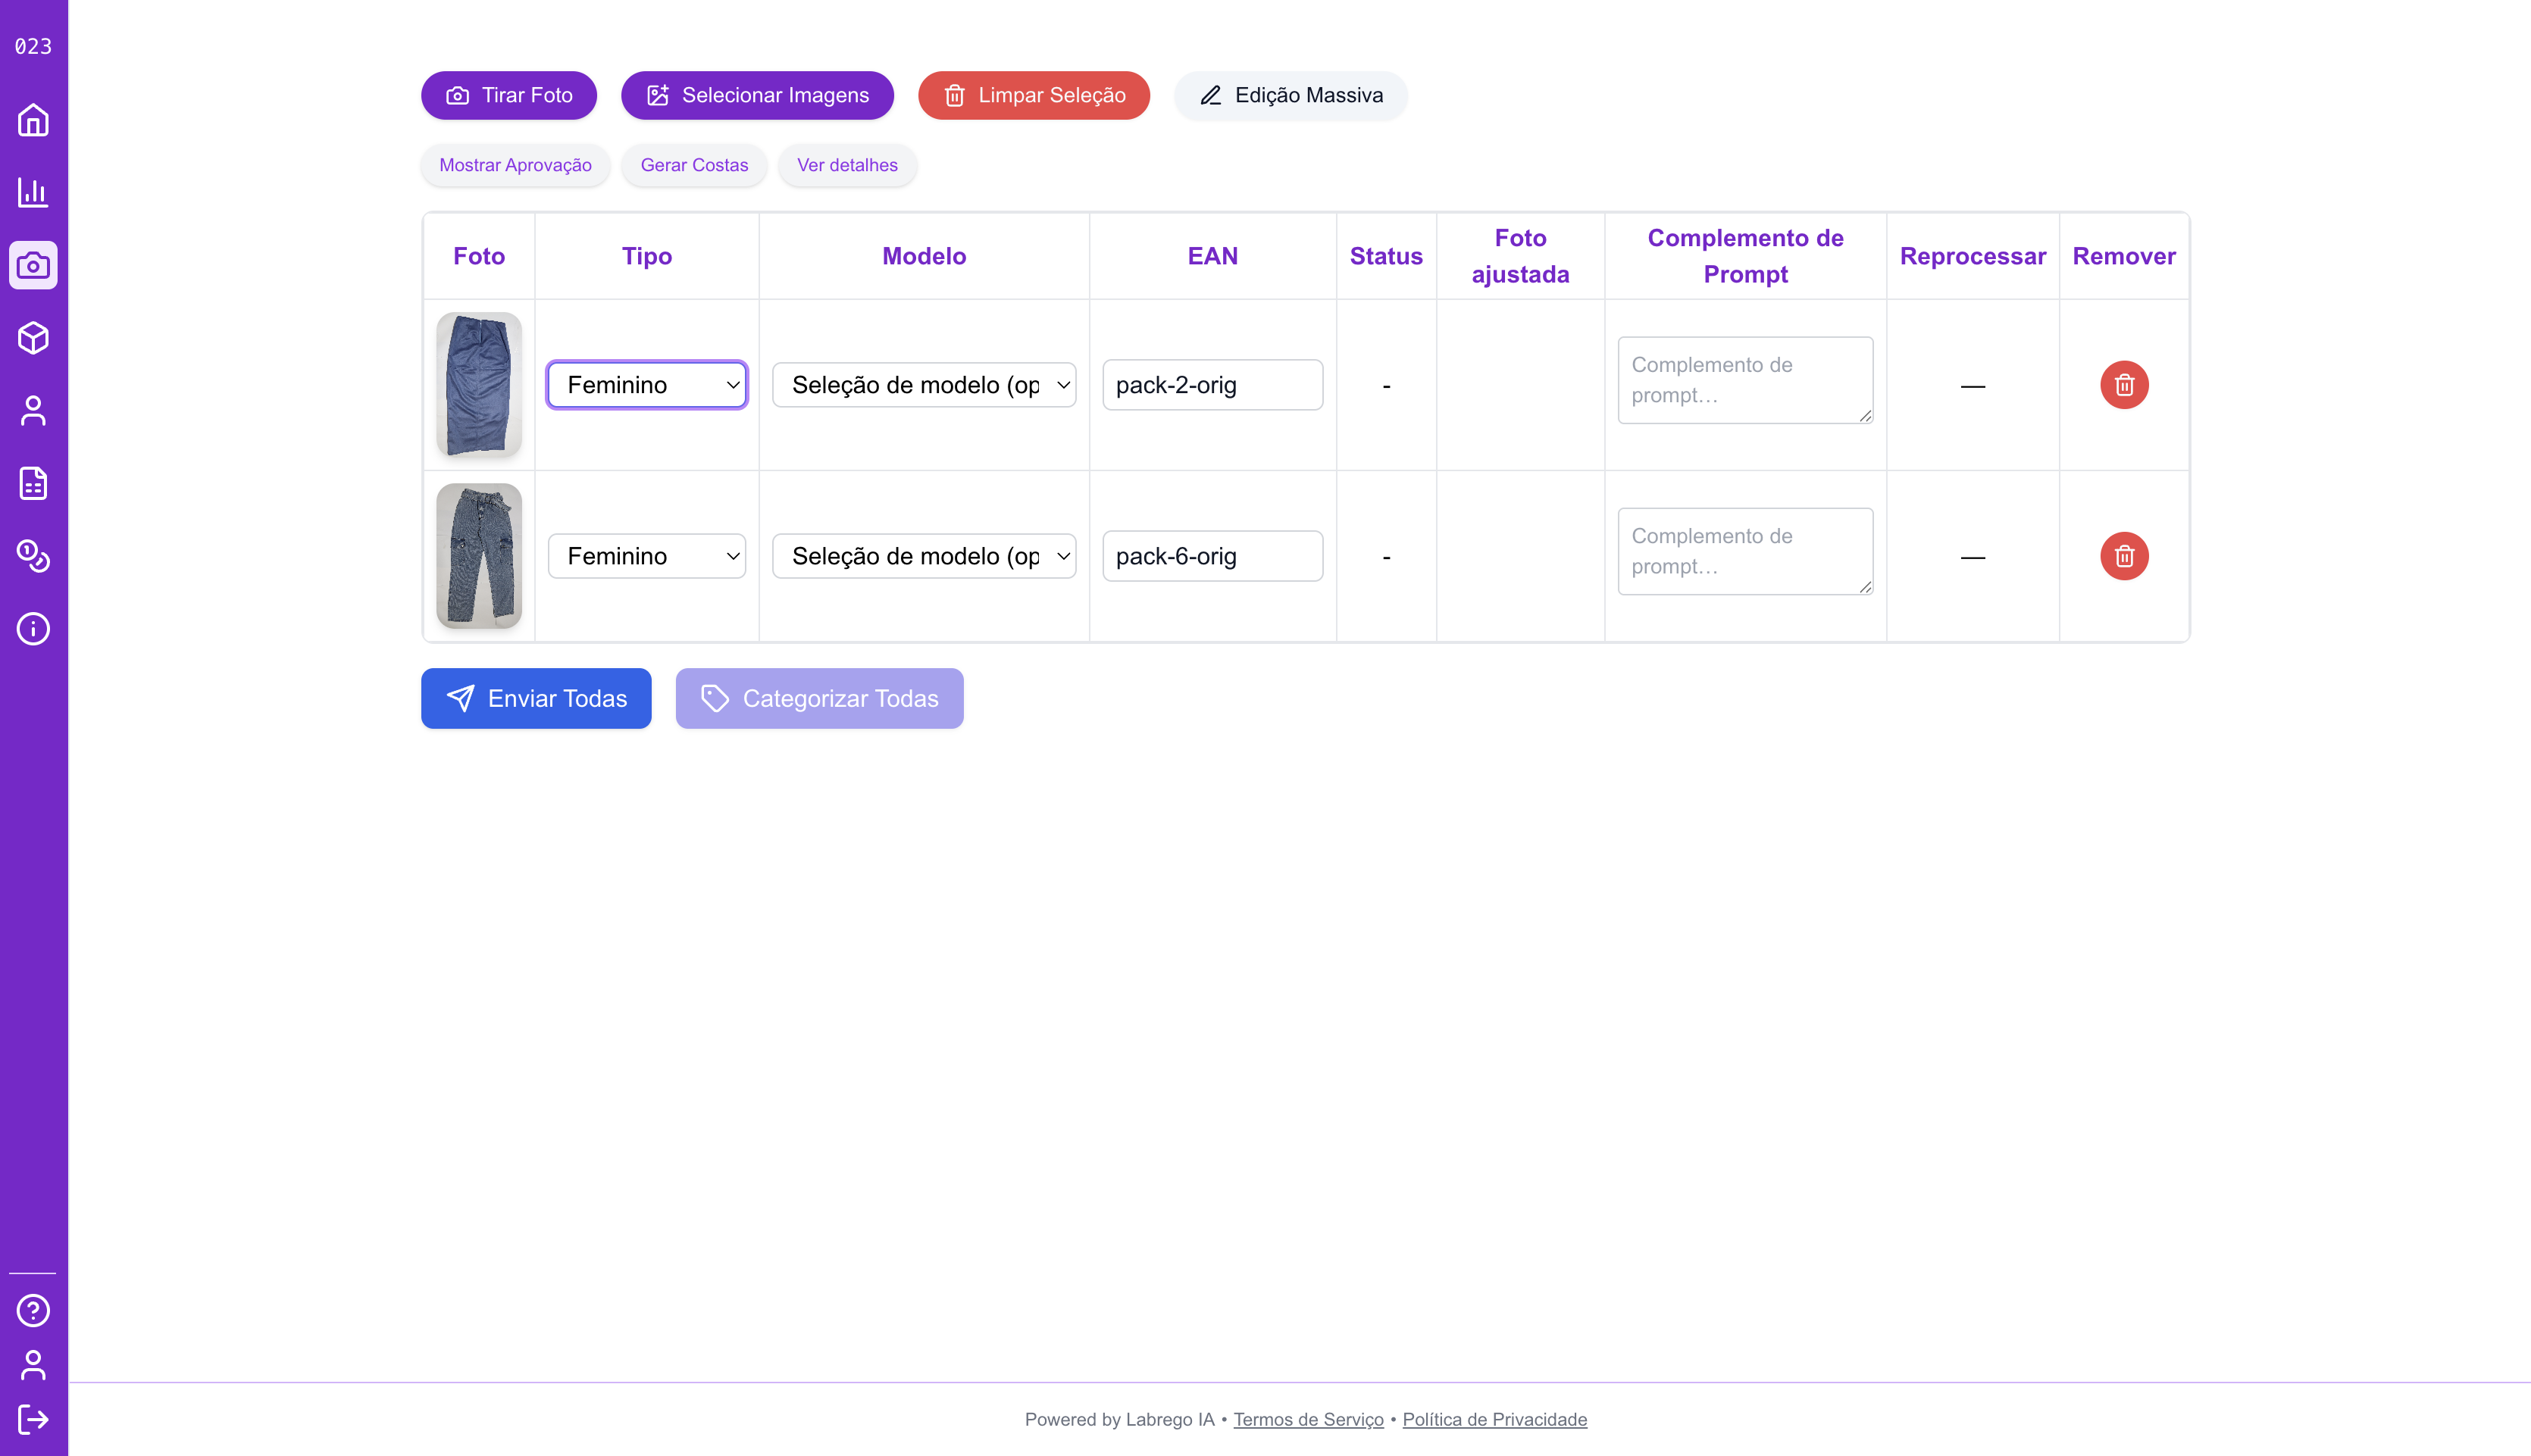 023
Tirar Foto
Selecionar Imagens
Limpar Seleção
Edição Massiva
Mostrar Aprovação
Gerar Costas
Ver detalhes
Foto
Tipo
Modelo
EAN
Status
Foto
ajustada
Complemento de
Prompt
Reprocessar
Remover
Feminino
Seleção de modelo (op
pack-2-orig
-
Complemento de
prompt...
—
Feminino
Seleção de modelo (op
pack-6-orig
-
Complemento de
prompt...
—
Enviar Todas
Categorizar Todas
Powered by Labrego IA • Termos de Serviço • Política de Privacidade